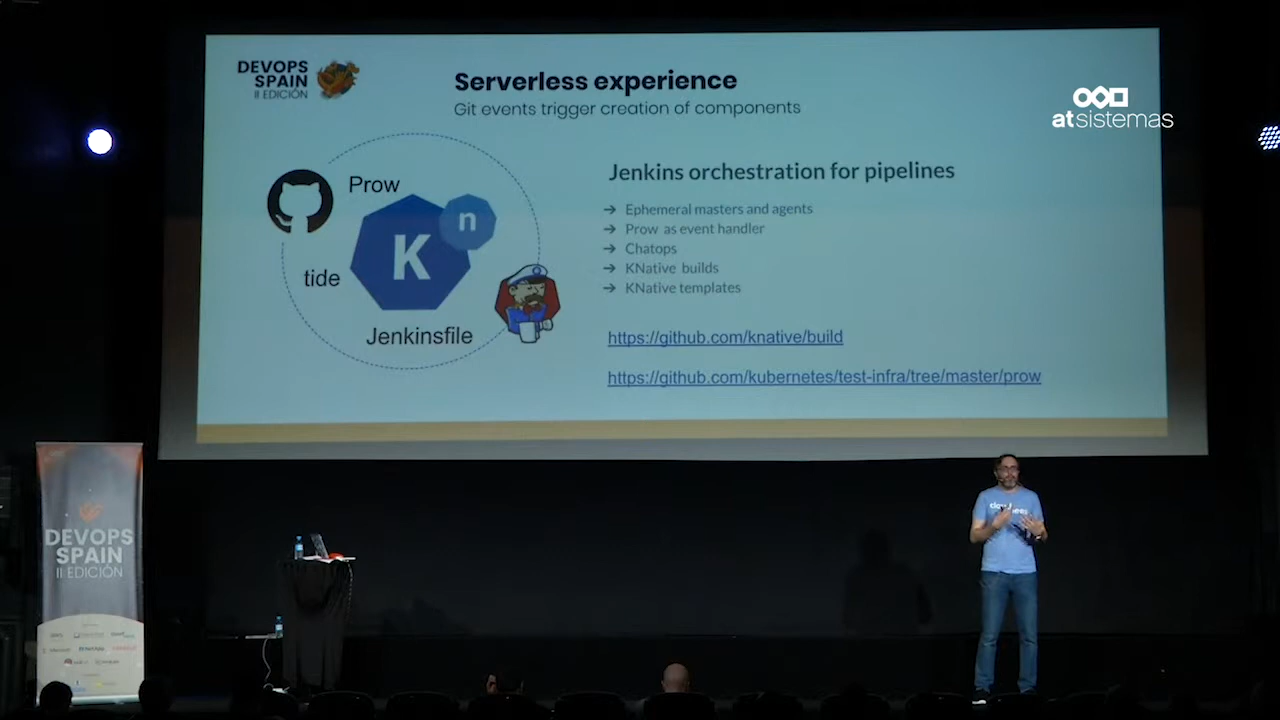 DEVOPS
SPAIN
II EDICIÓN
Serverless experience
Git events trigger creation of components
atsistemas
Prow
n
K
tide
Jenkinsfile
Jenkins orchestration for pipelines
→ Ephemeral masters and agents
→ Prow as event handler
→ Chatops
→ KNative builds
→ KNative templates
https://github.com/knative/build
https://github.com/kubernetes/test-infra/tree/master/prow
DEVOPS
SPAIN
II EDICIÓN